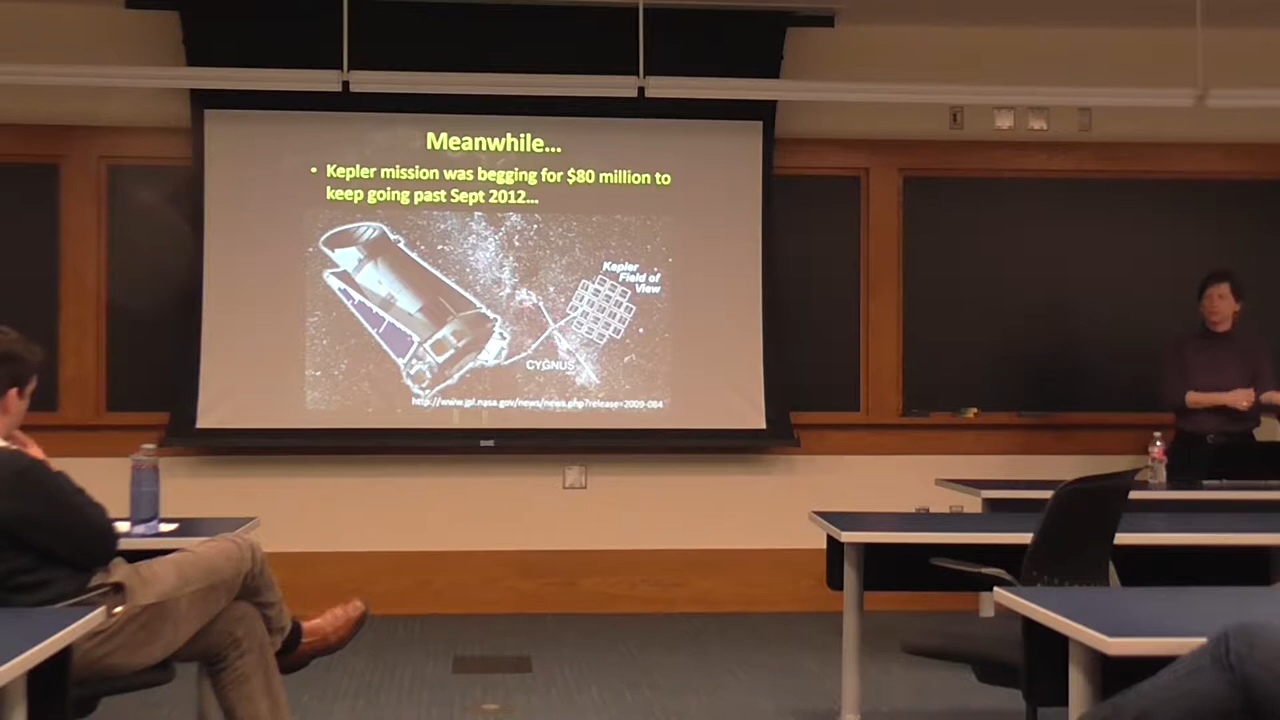 Meanwhile...
• Kepler mission was begging for $80 million to
keep going past Sept 2012...
Kepler
Field of
View
CYGNUS
http://www.jpl.nasa.gov/news/news.php?release=2009-084